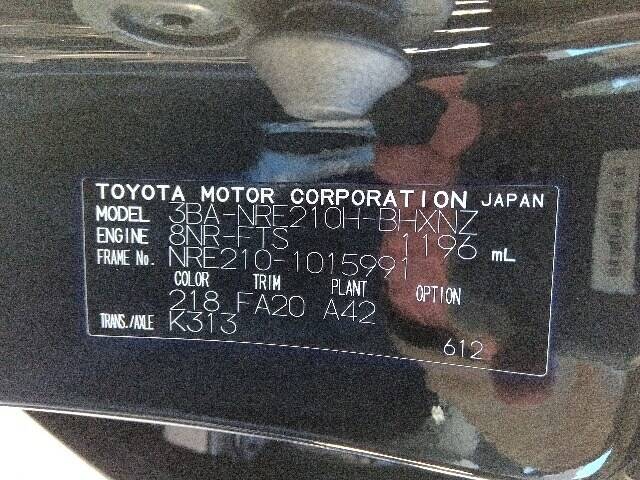 TOYOTA MOTOR CORPORATION JAPAN
MODEL 3BA-NRE210H-BHXNZ
ENGINE 8NR-FTS 1196 mL
FRAME No. NRE210-1015991
COLOR TRIM PLANT OPTION
218 FA20 A42
TRANS./AXLE K313
612